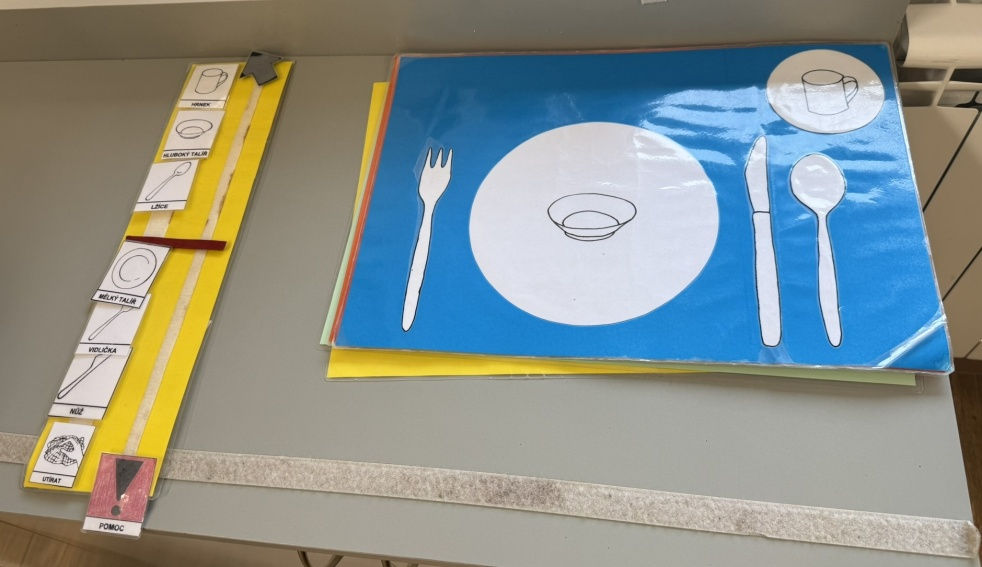 HRNEK
HLUBOKÝ TALÍŘ
LŽÍCE
MĚLKÝ TALÍŘ
VIDLIČKA
NŮŽ
UTÍRAT
POMOC